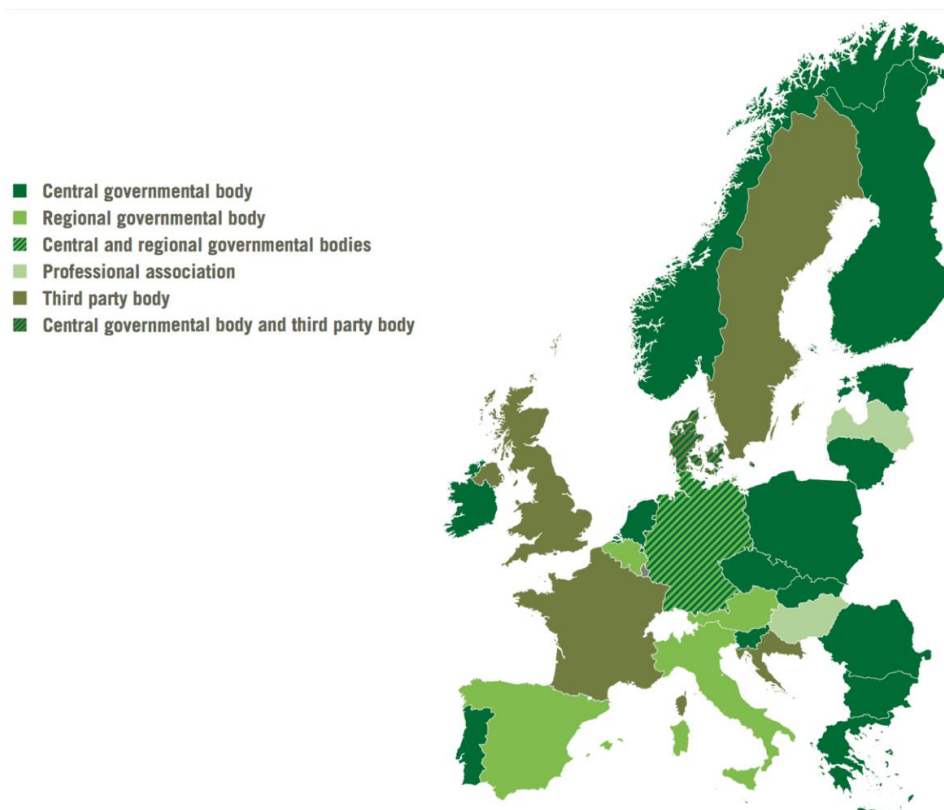 Central governmental body
Regional governmental body
Central and regional governmental bodies
Professional association
Third party body
Central governmental body and third party body